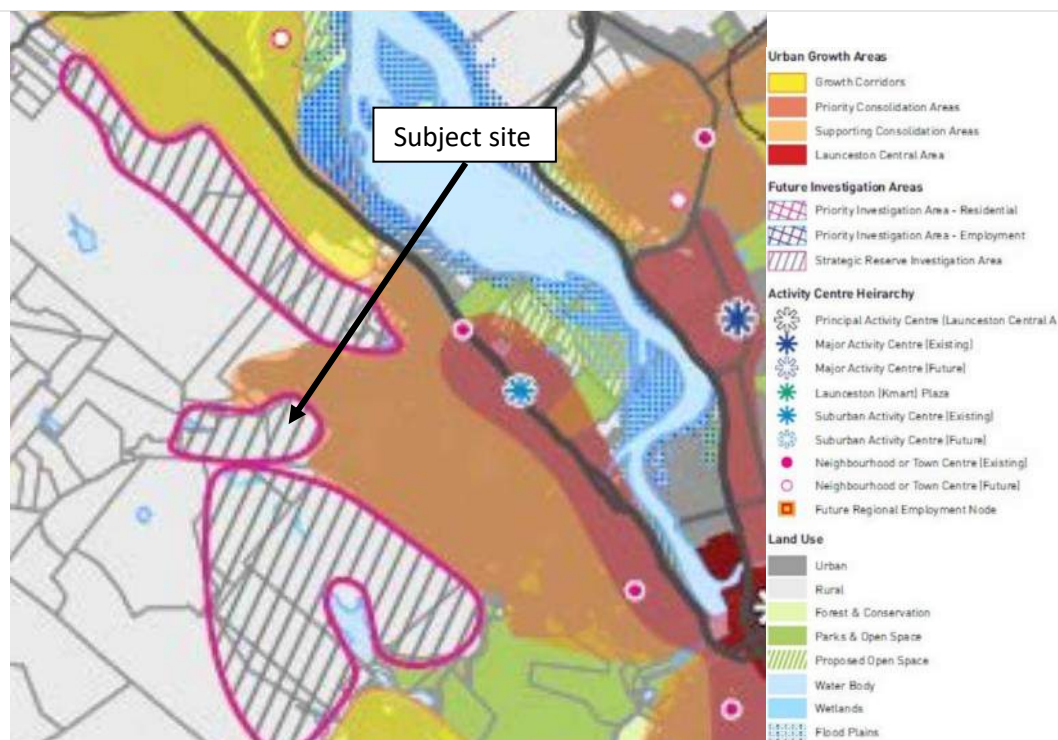 Subject site
Urban Growth Areas
Growth Corridors
Priority Consolidation Areas
Supporting Consolidation Areas
Launceston Central Area
Future Investigation Areas
Priority Investigation Area - Residential
Priority Investigation Area - Employment
Strategic Reserve Investigation Area
Activity Centre Heirarchy
Principal Activity Centre (Launceston Central A
Major Activity Centre (Existing)
Major Activity Centre (Future)
Launceston (Kmart) Plaza
Suburban Activity Centre (Existing)
Suburban Activity Centre (Future)
Neighbourhood or Town Centre (Existing)
Neighbourhood or Town Centre (Future)
Future Regional Employment Node
Land Use
Urban
Rural
Forest & Conservation
Parks & Open Space
Proposed Open Space
Water Body
Wetlands
Flood Plains